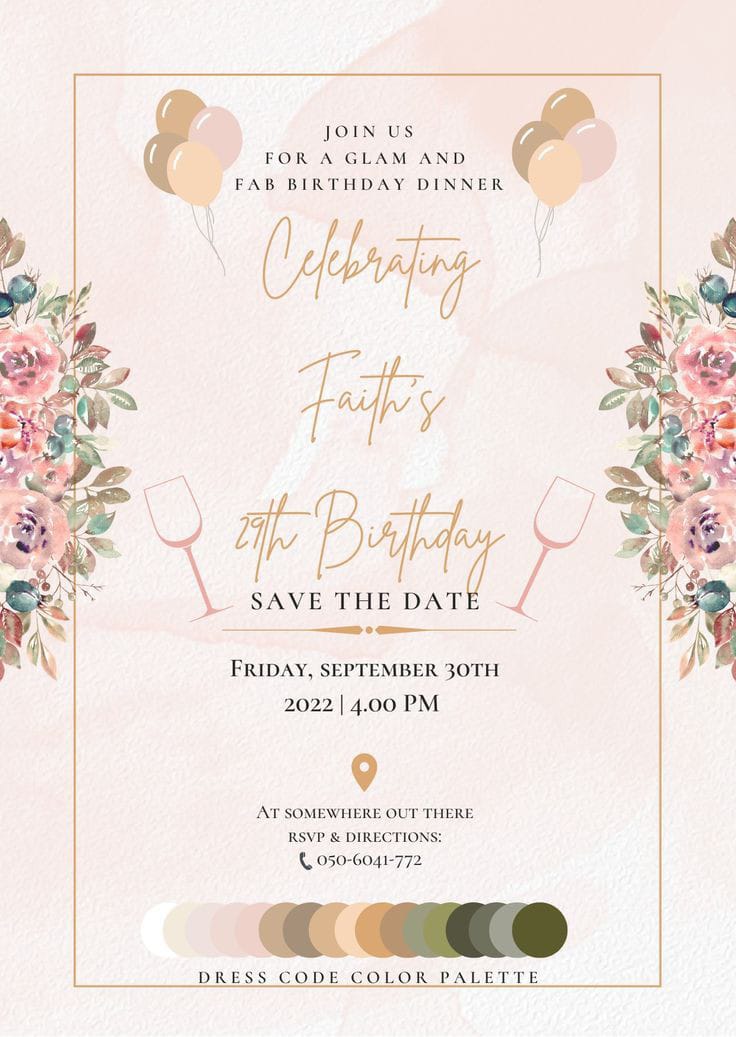 JOIN US
FOR A GLAM AND
FAB BIRTHDAY DINNER
Celebrating
Faith's
29th Birthday
SAVE THE DATE
FRIDAY, SEPTEMBER 30TH
2022 | 4.00 PM
AT SOMEWHERE OUT THERE
RSVP & DIRECTIONS:
050-6041-772
DRESS CODE COLOR PALETTE